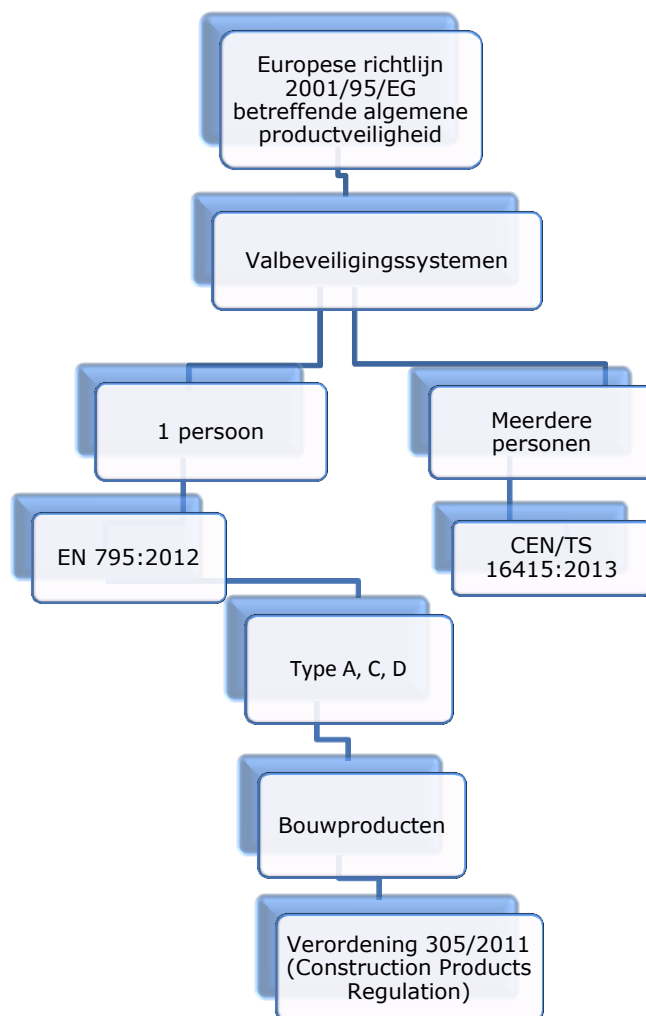 Europese richtlijn
2001/95/EG
betreffende algemene
productveiligheid
Valbeveiligingssystemen
1 persoon
Meerdere
personen
EN 795:2012
CEN/TS
16415:2013
Type A, C, D
Bouwproducten
Verordening 305/2011
(Construction Products
Regulation)